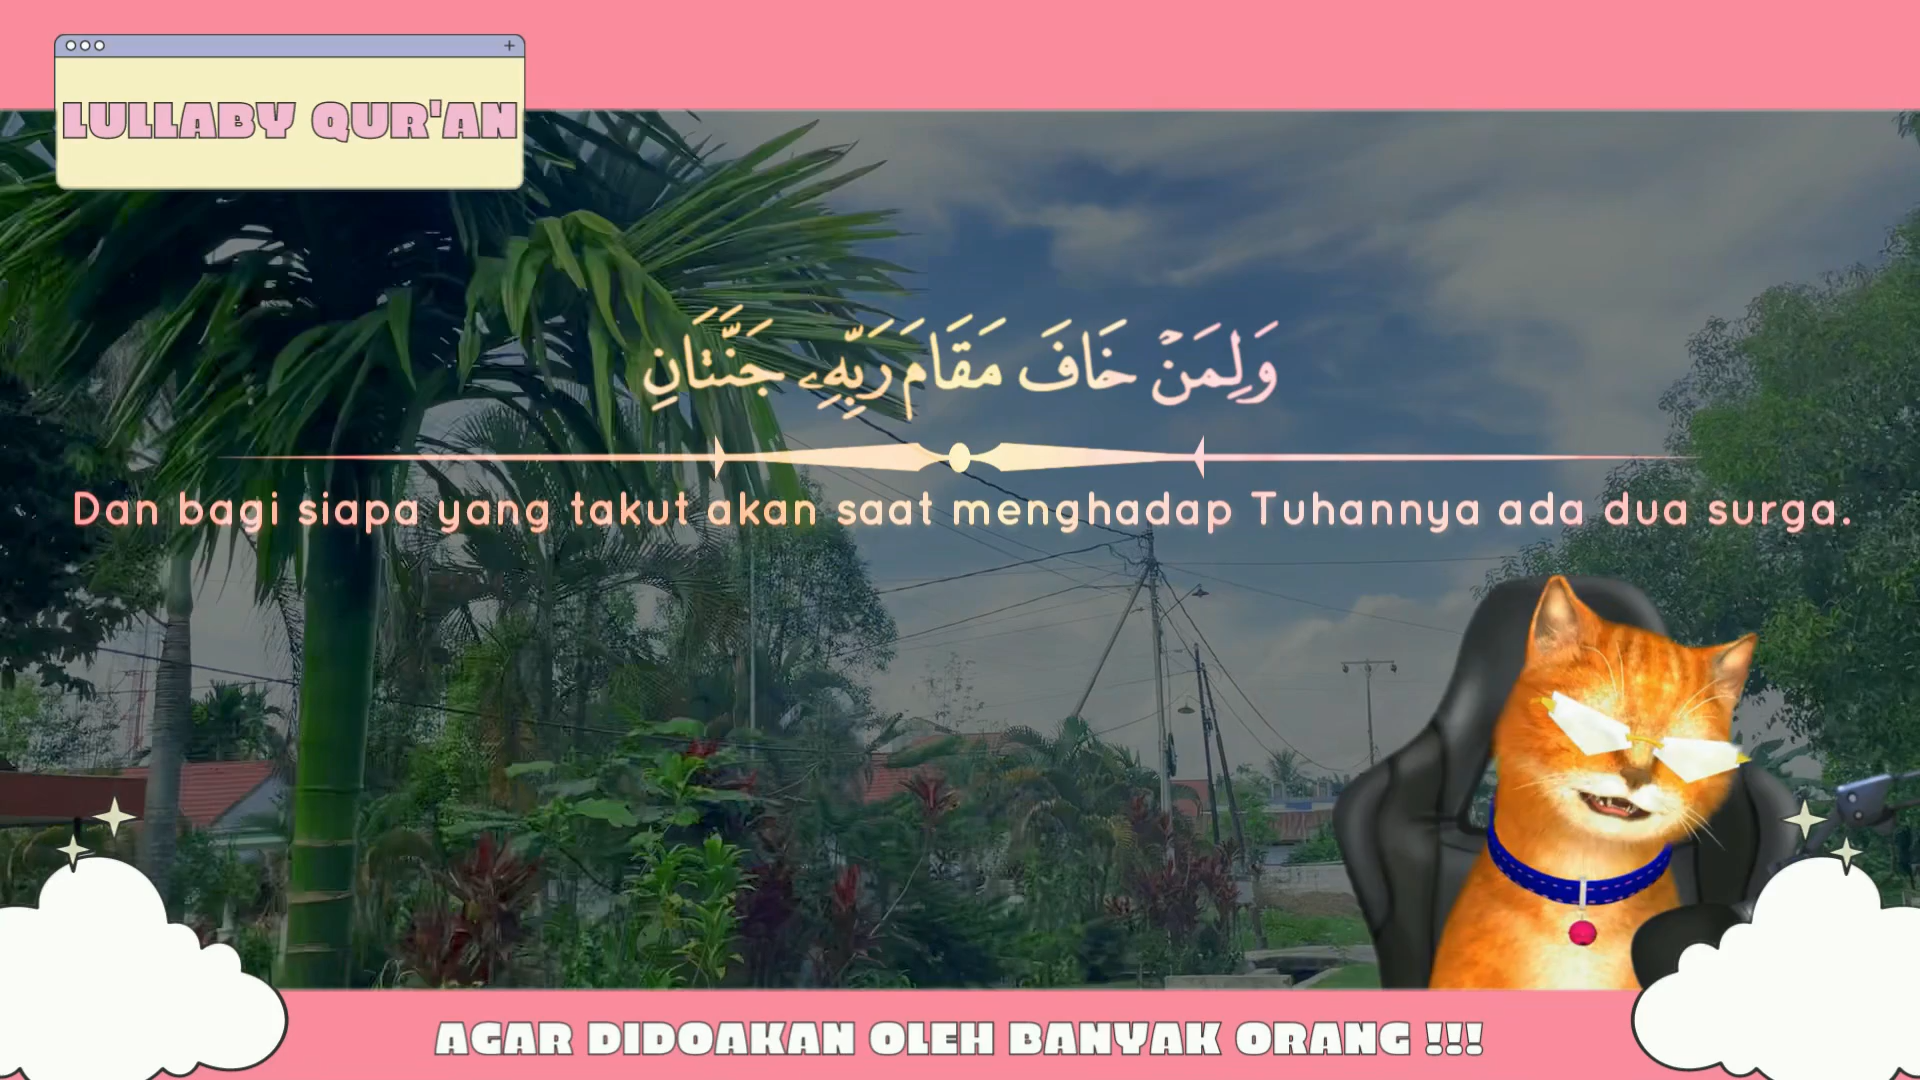 LULLABY QUR'AN
وَلِمَنْ خَافَ مَقَامَ رَبِّهِۦ جَنَّتَانِ
Dan bagi siapa yang takut akan saat menghadap Tuhannya ada dua surga.
AGAR DIDOAKAN OLEH BANYAK ORANG !!!